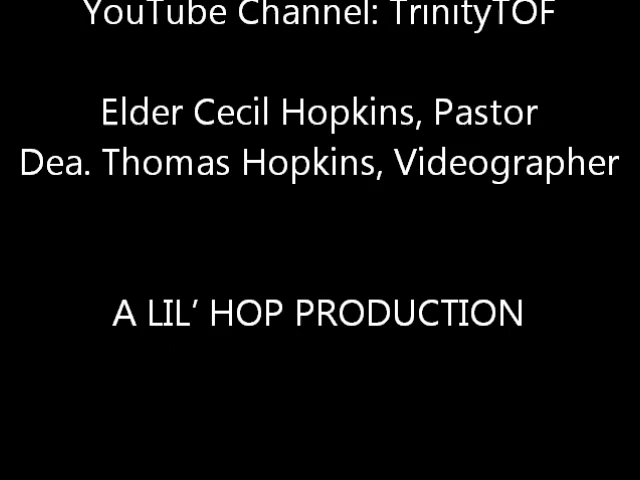 YouTube Channel: TrinityTOF
Elder Cecil Hopkins, Pastor
Dea. Thomas Hopkins, Videographer
A LIL’ HOP PRODUCTION